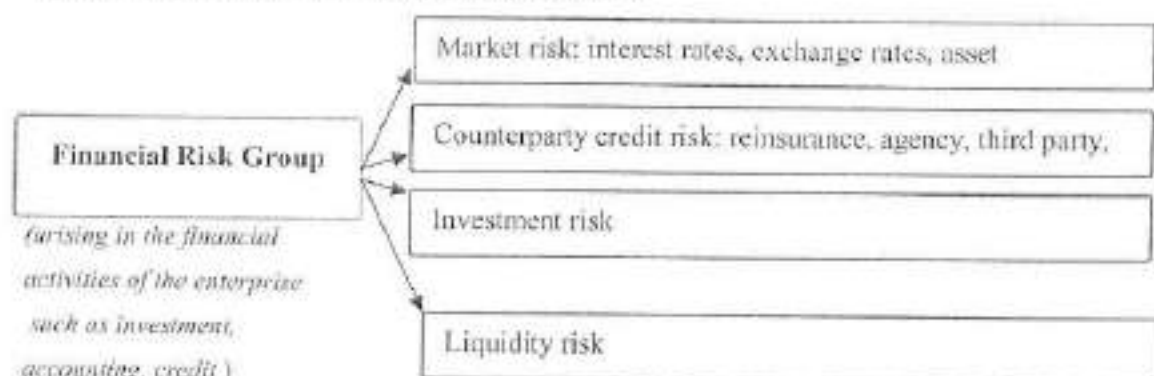 Market risk: interest rates, exchange rates, asset
Counterparty credit risk: reinsurance, agency, third party,
Financial Risk Group
Investment risk
(arising in the financial
activities of the enterprise
such as investment,
accounting, credit )
Liquidity risk